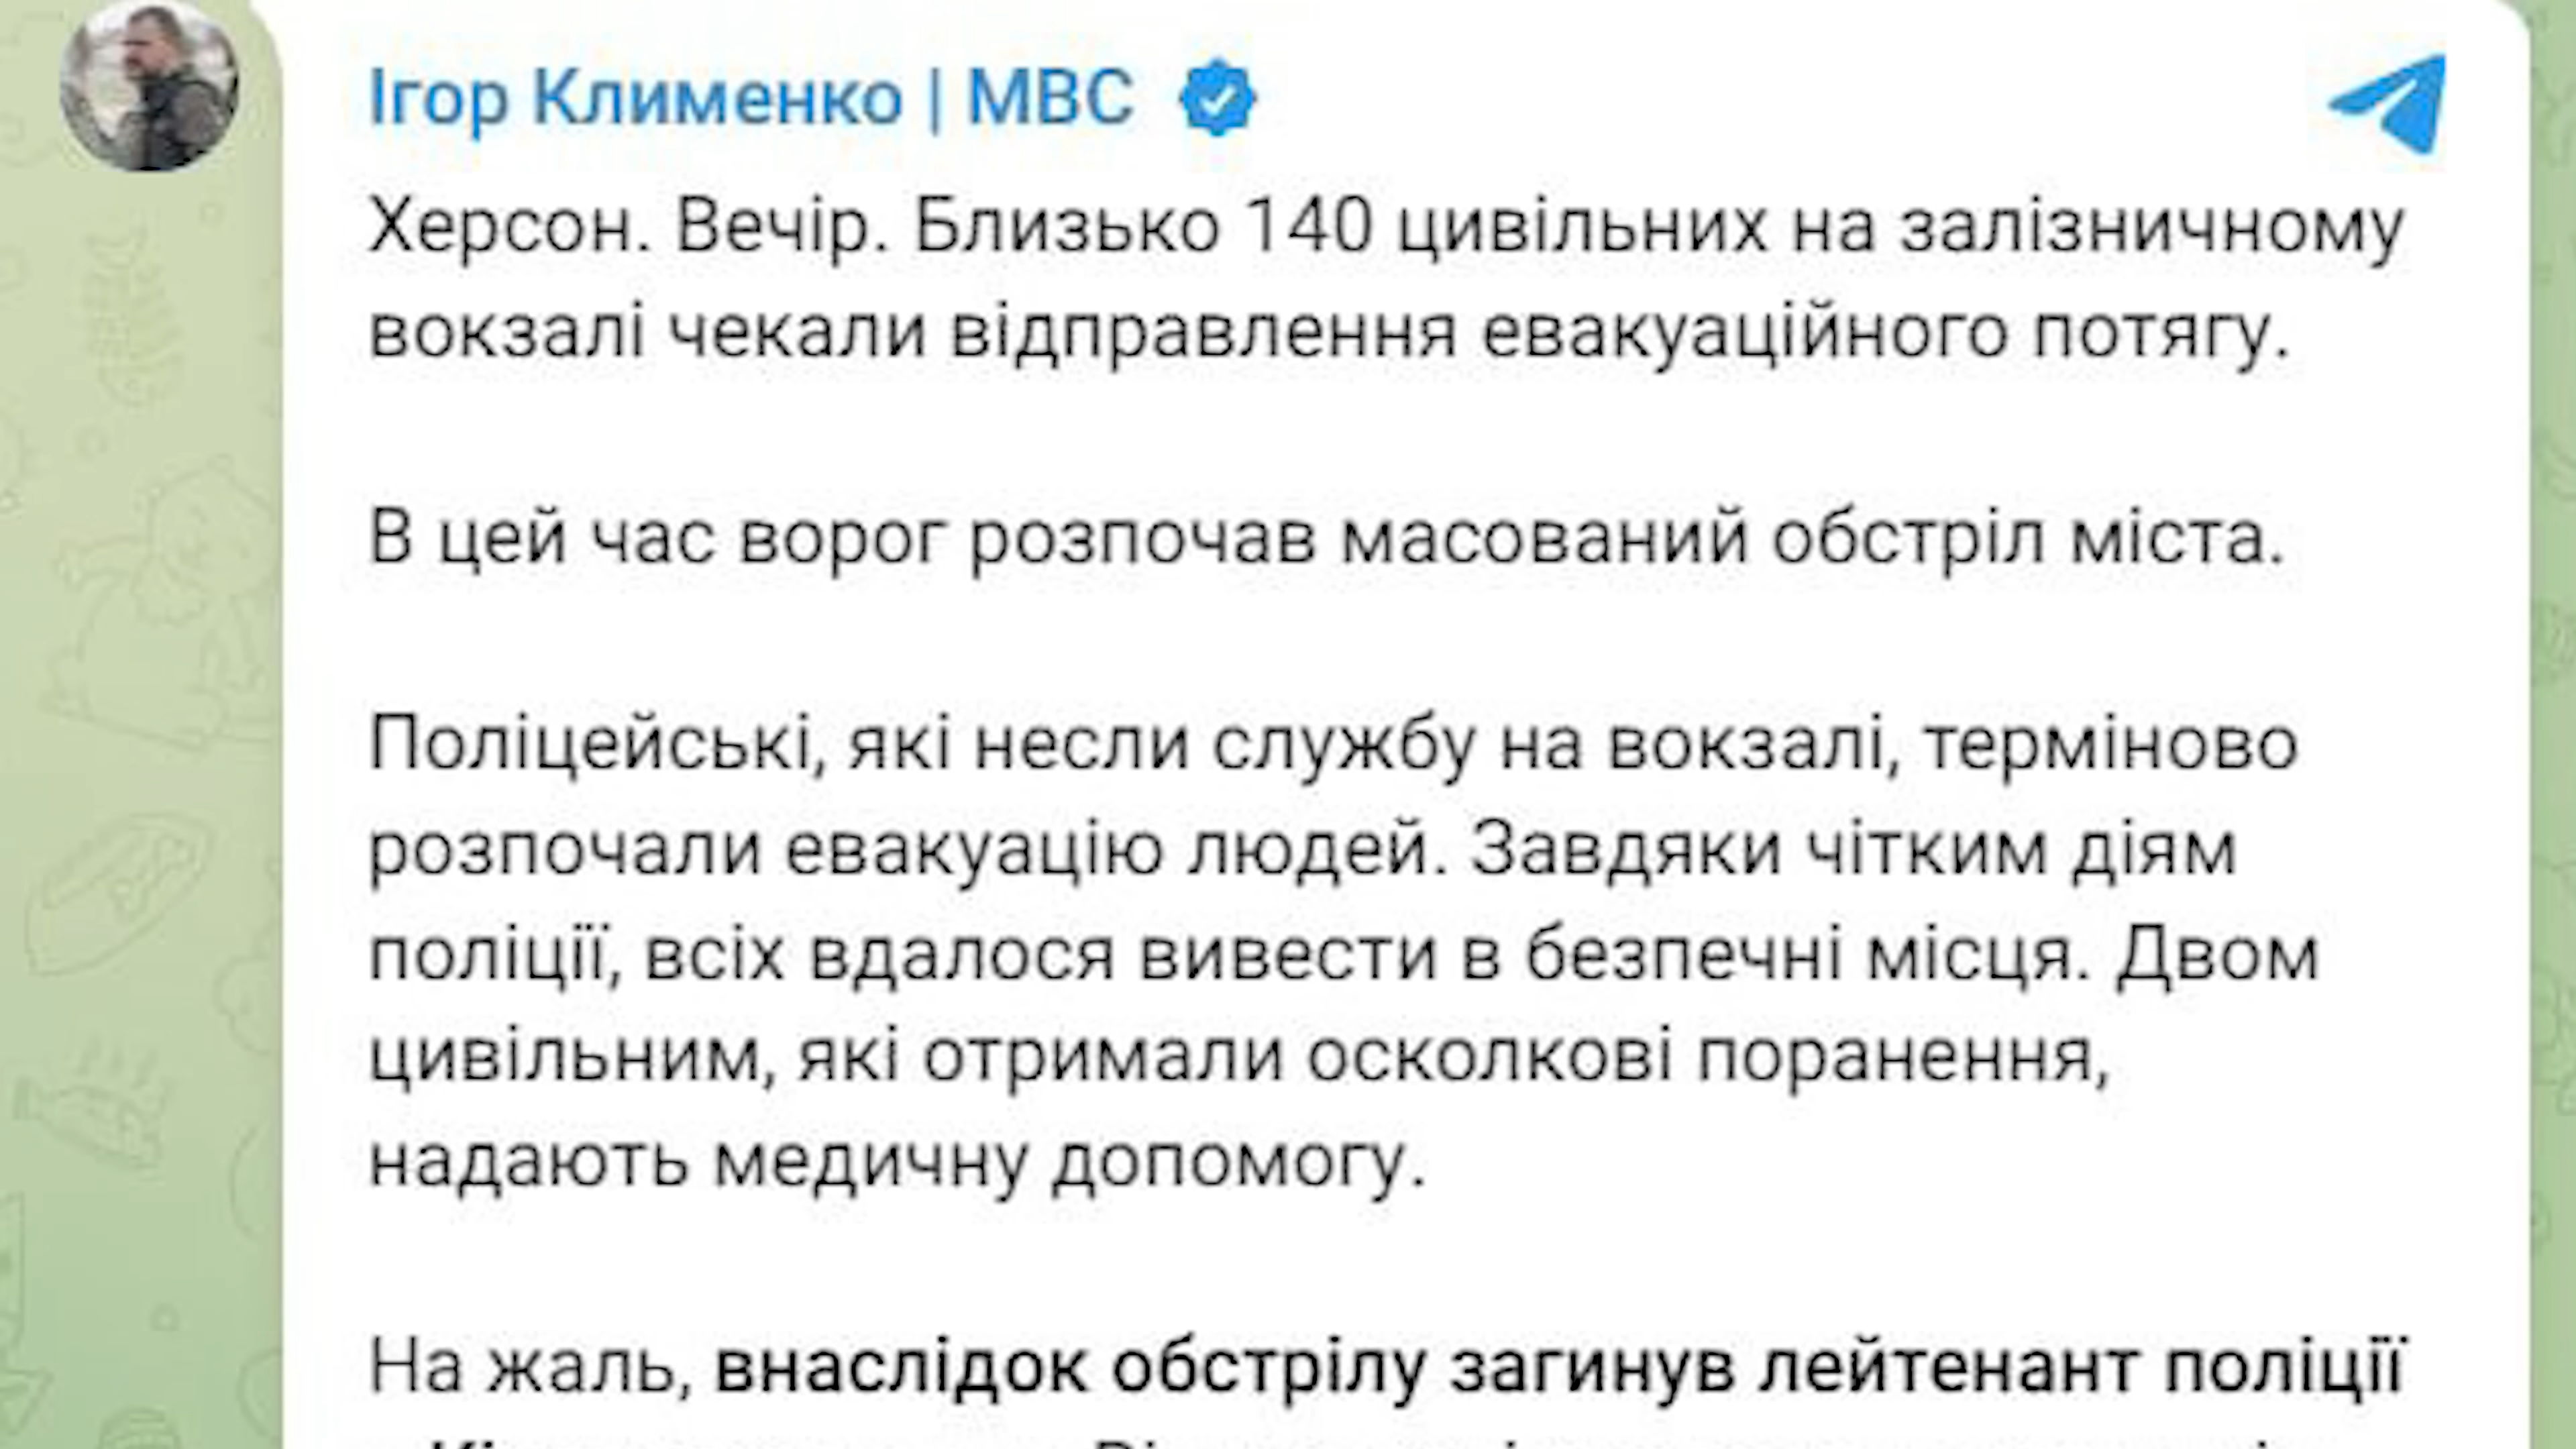 Ігор Клименко | МВС
Херсон. Вечір. Близько 140 цивільних на залізничному
вокзалі чекали відправлення евакуаційного потягу.
В цей час ворог розпочав масований обстріл міста.
Поліцейські, які несли службу на вокзалі, терміново
розпочали евакуацію людей. Завдяки чітким діям
поліції, всіх вдалося вивести в безпечні місця. Двом
цивільним, які отримали осколкові поранення,
надають медичну допомогу.
На жаль, внаслідок обстрілу загинув лейтенант поліції